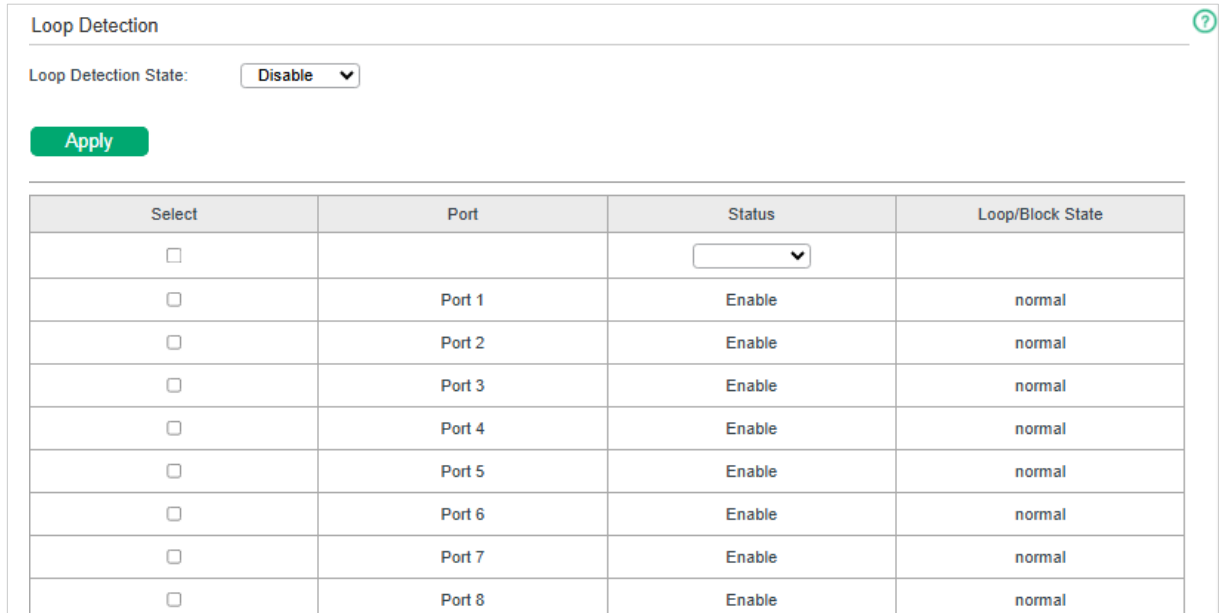 Loop Detection
?
Loop Detection State: Disable
Apply
Select Port Status Loop/Block State
Port 1 Enable normal
Port 2 Enable normal
Port 3 Enable normal
Port 4 Enable normal
Port 5 Enable normal
Port 6 Enable normal
Port 7 Enable normal
Port 8 Enable normal